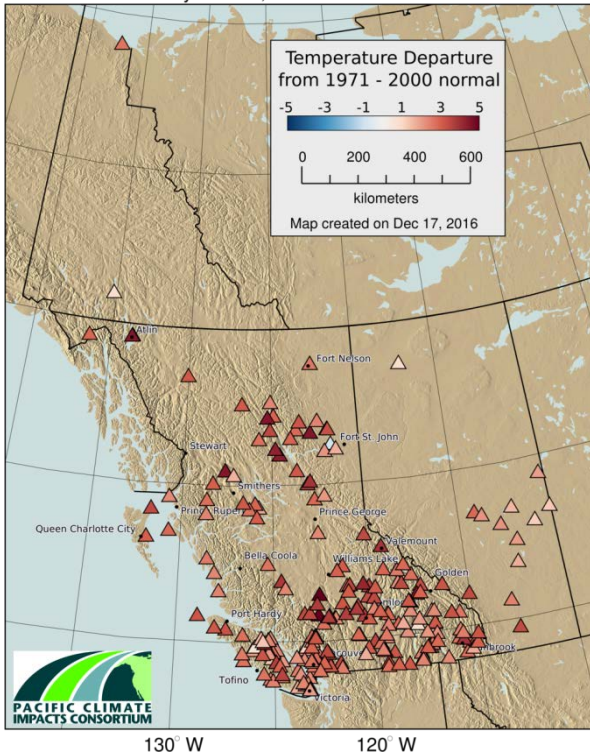 Temperature Departure
from 1971 - 2000 normal
-5 -3 -1 1 3 5
0 200 400 600
kilometers
Map created on Dec 17, 2016
Atlin
Fort Nelson
Fort St. John
Stewart
Smithers
Prince Rupert
Prince George
Queen Charlotte City
Valemount
Bella Coola
Williams Lake
Golden
Port Hardy
Tofino
Victoria
PACIFIC CLIMATE
IMPACTS CONSORTIUM
130° W
120° W